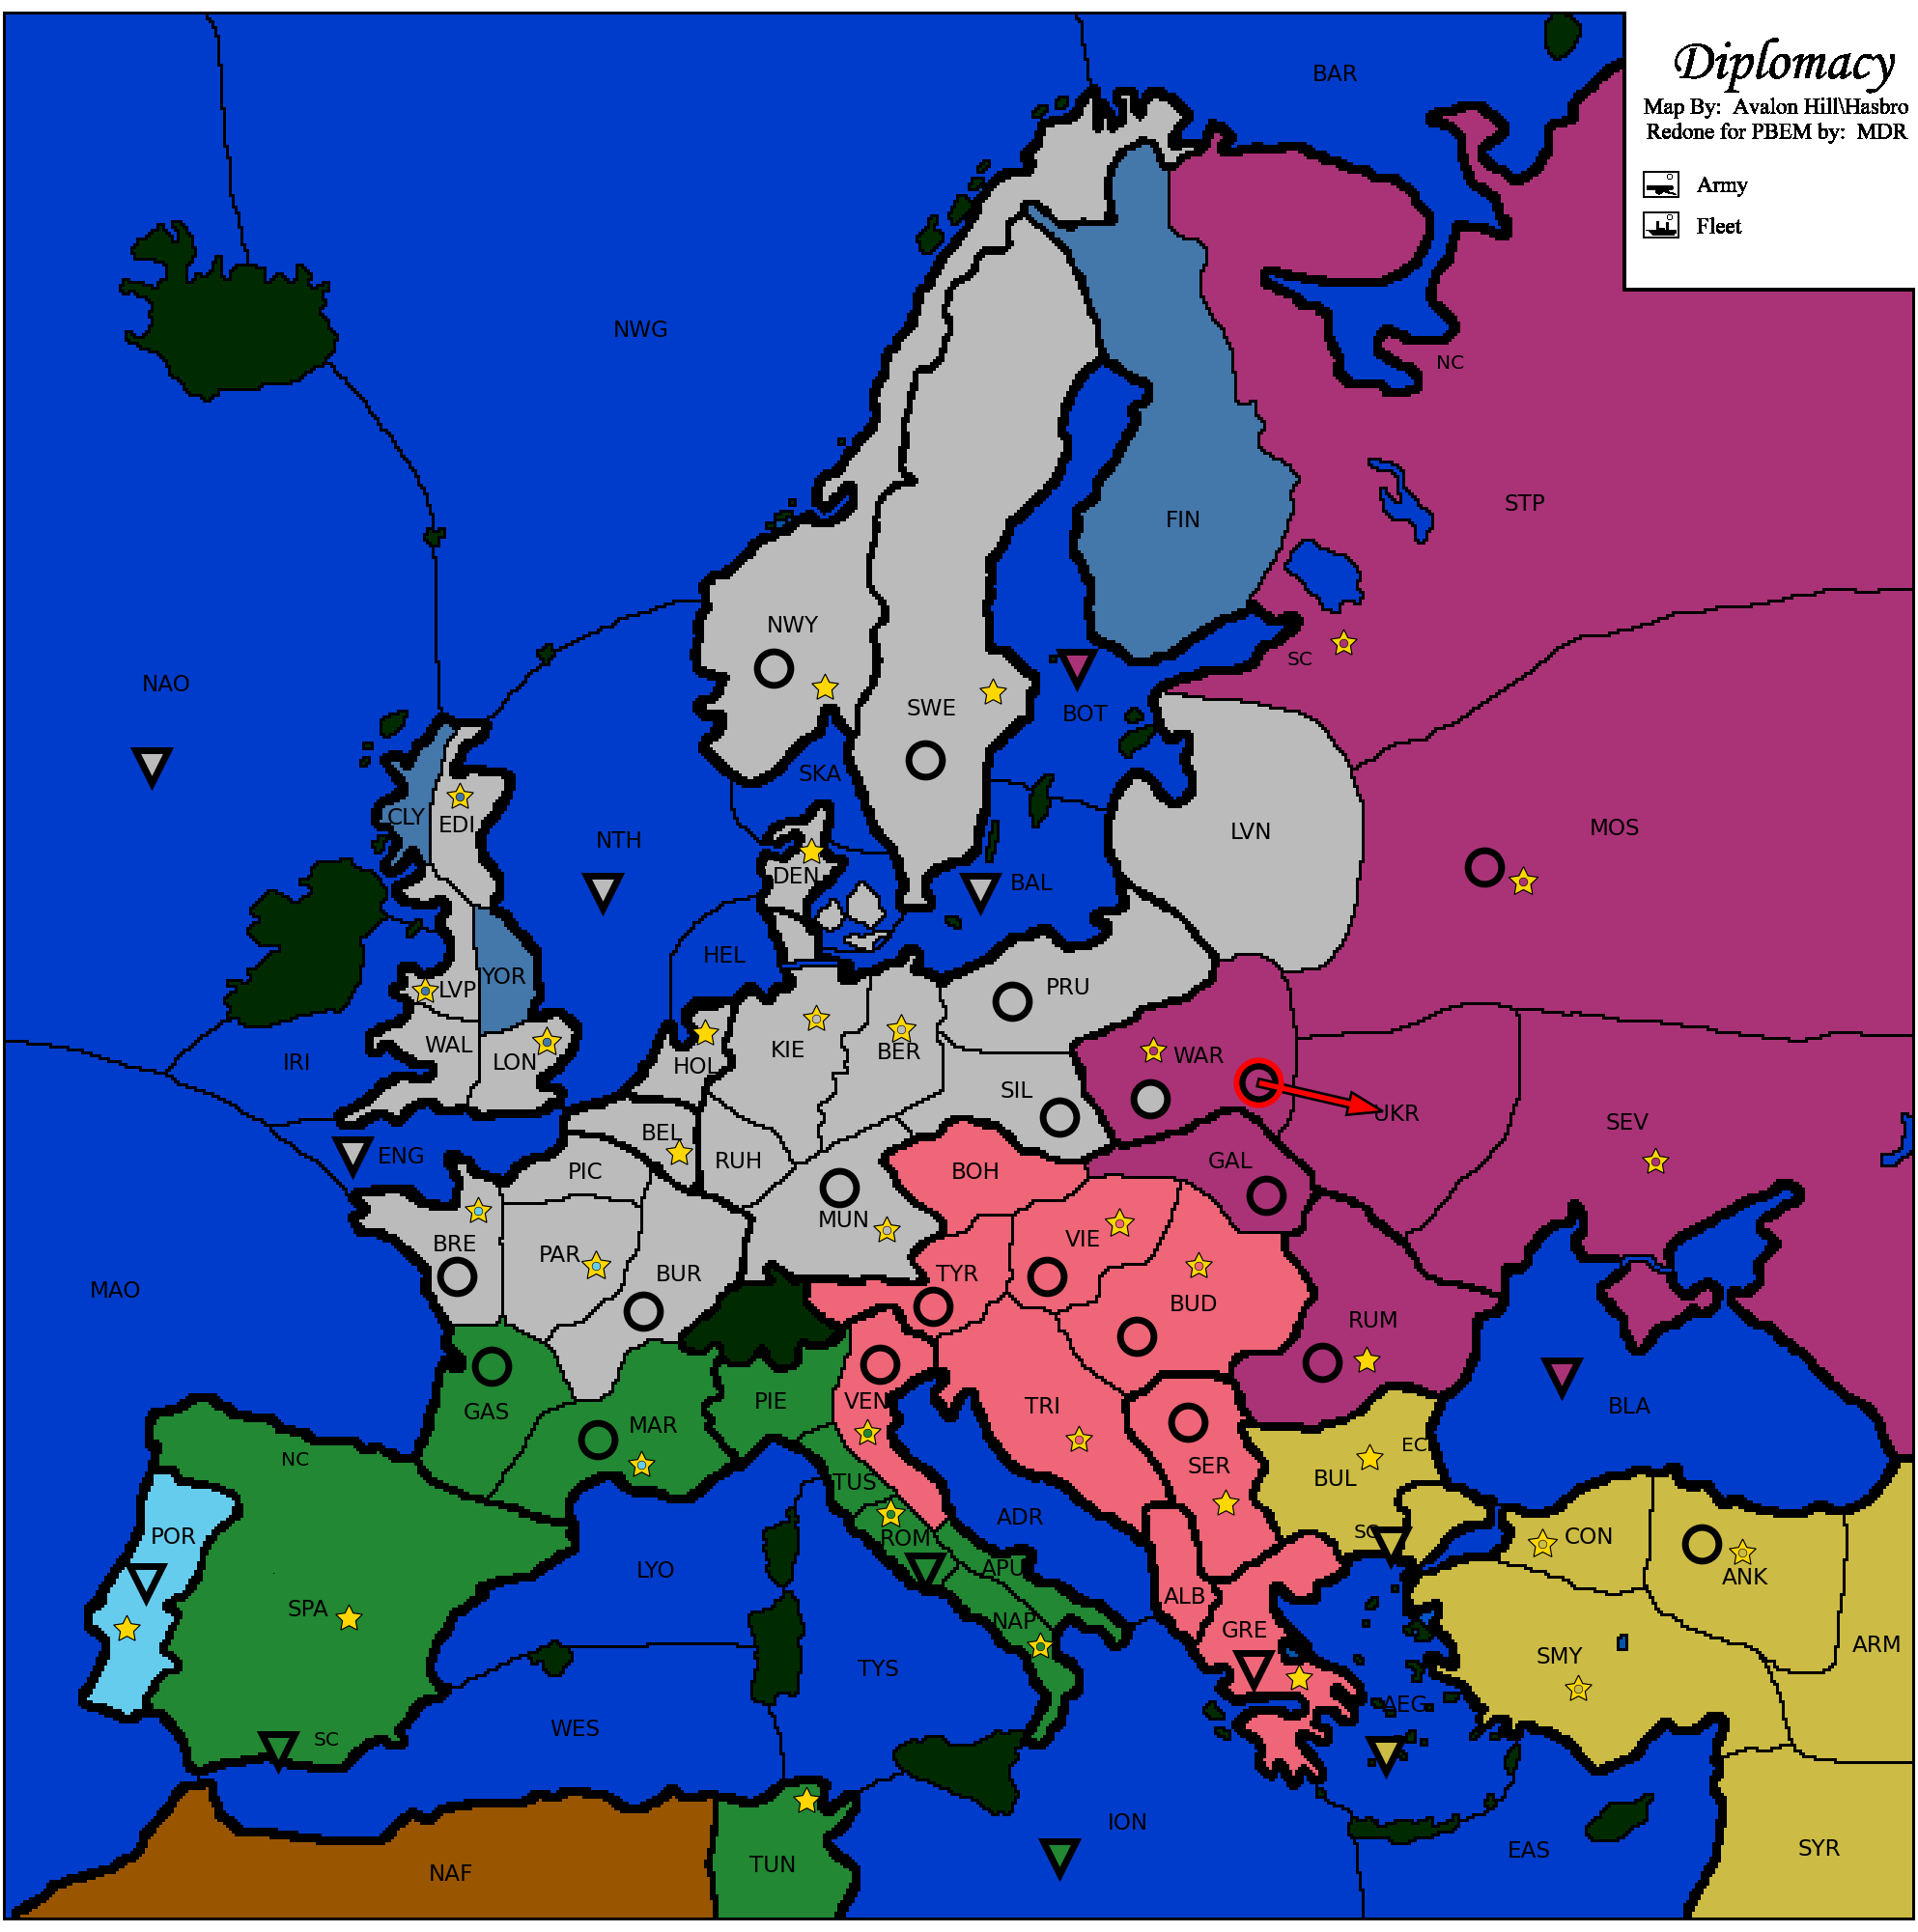 Diplomacy
Map By: Avalon Hill\Hasbro
Redone for PBEM by: MDR
Army
Fleet
BAR
NWG
NC
STP
FIN
NWY
SC
NAO
SWE
BOT
SKA
CLY
EDI
NTH
LVN
MOS
DEN
BAL
HEL
YOR
LVP
PRU
WAL
LON
IRI
HOL
KIE
BER
WAR
SIL
UKR
SEV
BEL
ENG
PIC
RUH
BOH
GAL
MUN
BRE
PAR
BUR
TYR
VIE
MAO
BUD
RUM
GAS
MAR
PIE
VEN
TRI
BLA
NC
TUS
SER
BUL
EC
POR
ROM
ADR
SC
CON
LYO
APU
ANK
SPA
NAP
ALB
GRE
ARM
TYS
SMY
AEG
WES
SC
ION
EAS
SYR
NAF
TUN